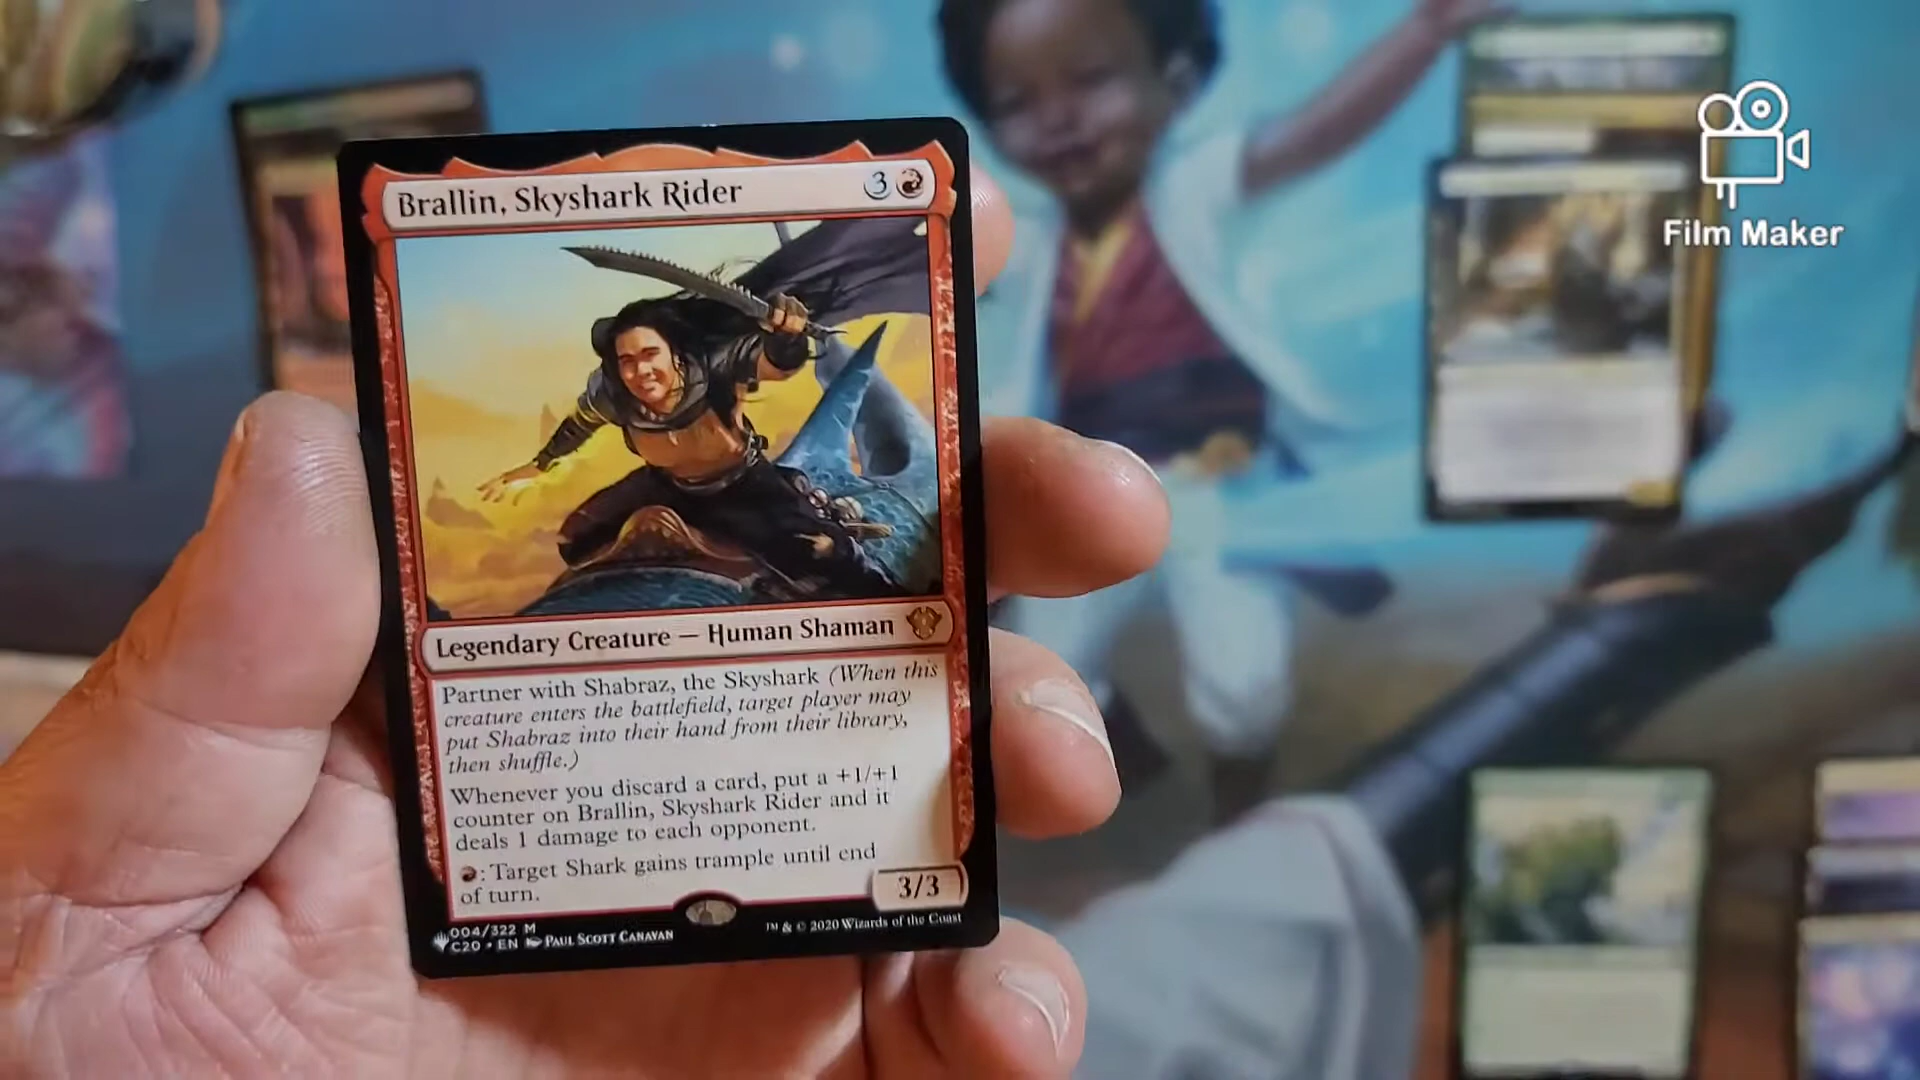 Brallin, Skyshark Rider
3
Film Maker
Legendary Creature — Human Shaman
Partner with Shabraz, the Skyshark (When this
creature enters the battlefield, target player may
put Shabraz into their hand from their library,
then shuffle.)
Whenever you discard a card, put a +1/+1
counter on Brallin, Skyshark Rider and it
deals 1 damage to each opponent.
: Target Shark gains trample until end
of turn.
3/3
004/322 M
C20 • EN PAUL SCOTT CANAVAN
™ & © 2020 Wizards of the Coast